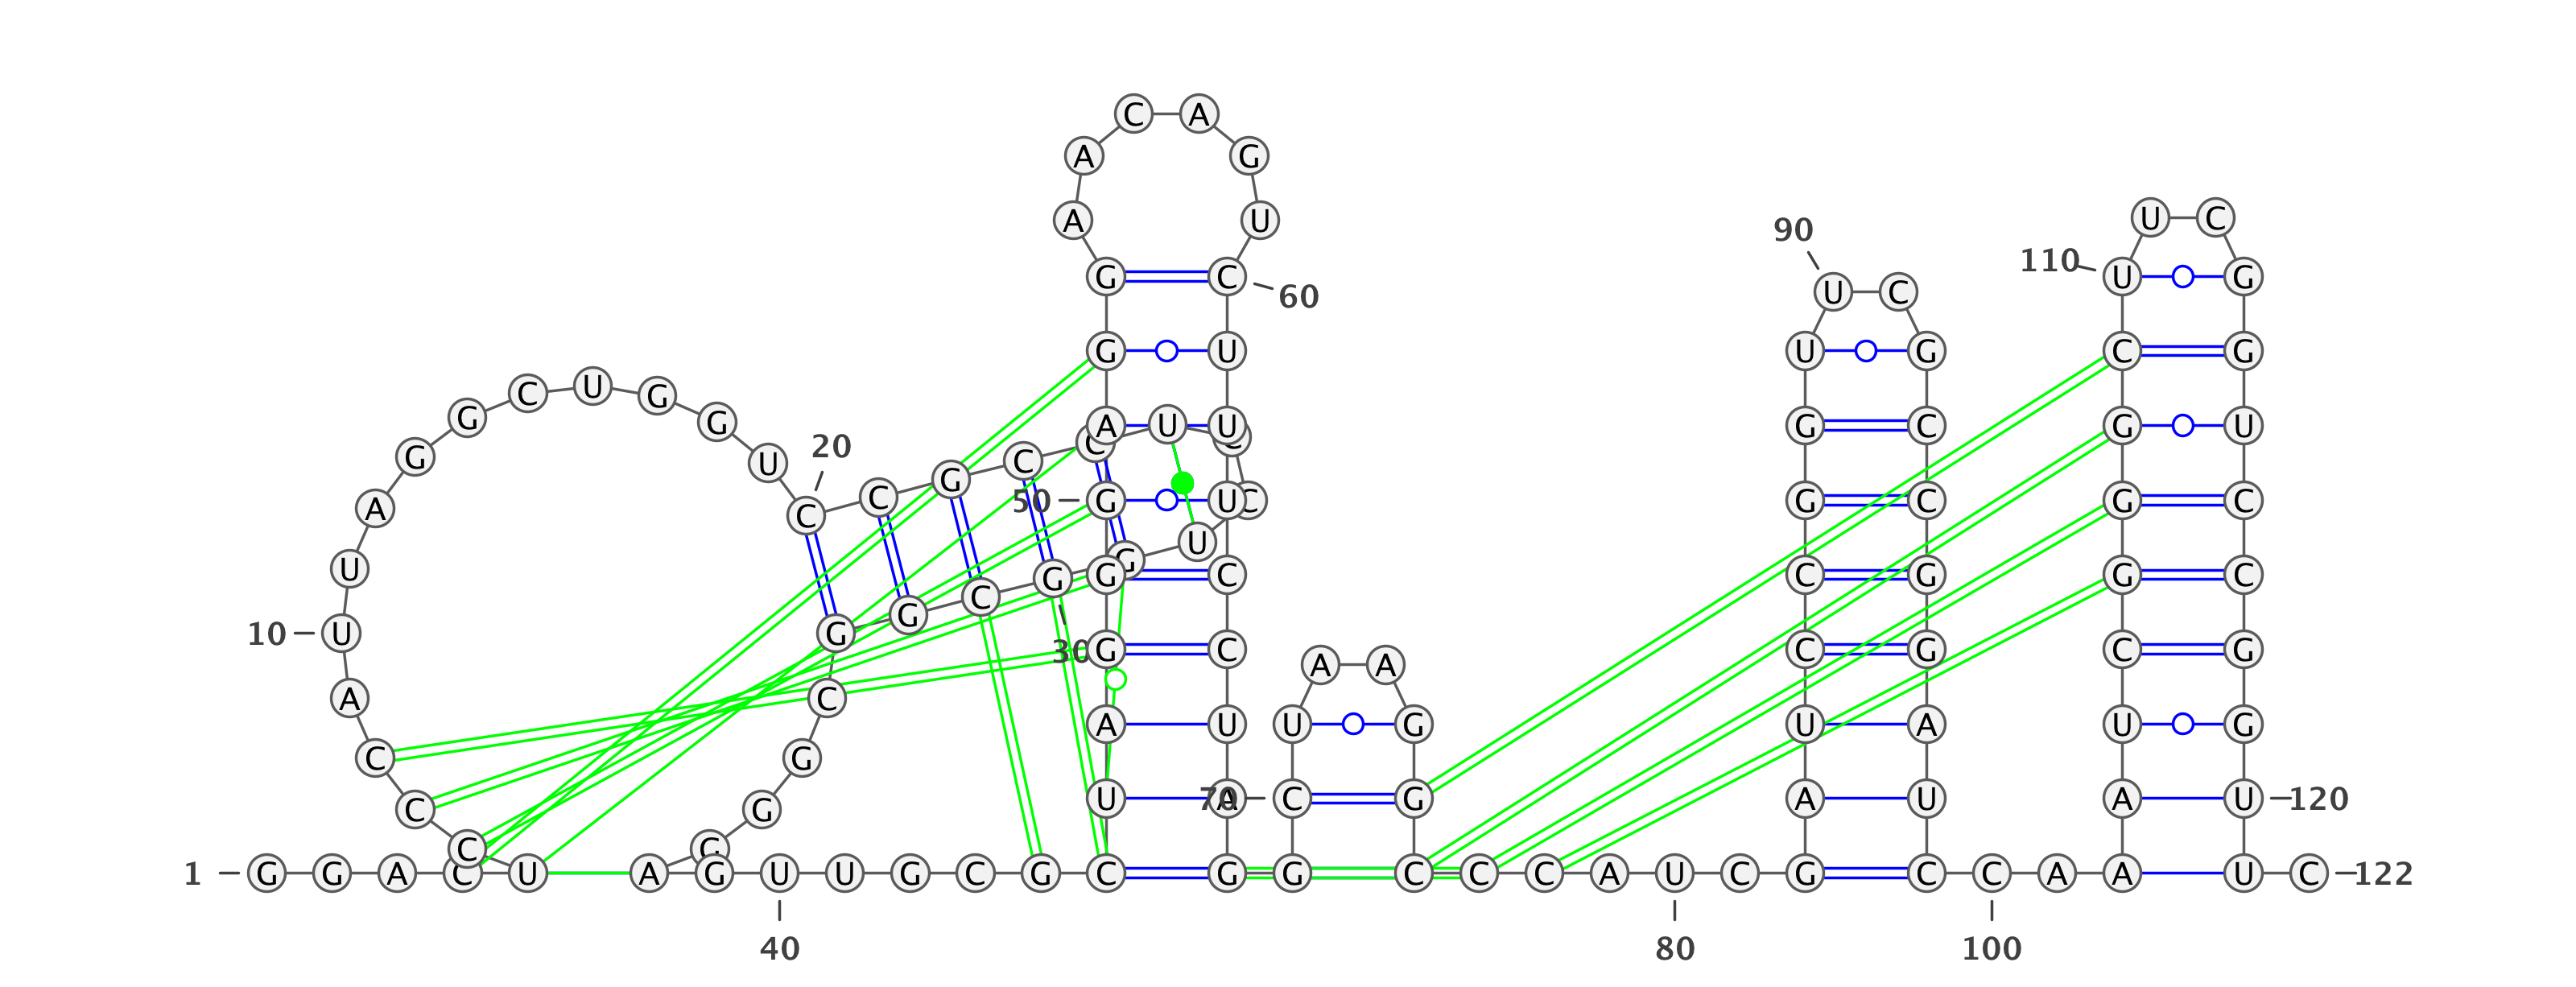 C A
A G
U C
A U
90
110
G C U G
U C
60
G U U G C G
C U G
G G A U U C G C G U
20
C
G U C
G C
A C 50 G U C G C G C
U
G
U G G C C G G C
C
G
10 U G
30 G C C G C G
A A
A C
A U U G U A U G
C G
U A 70 C G A U A U 120
C G
C G
1 G G A C U A G U U G C G C G G C C C A U C G C C A A U C 122
40 80 100